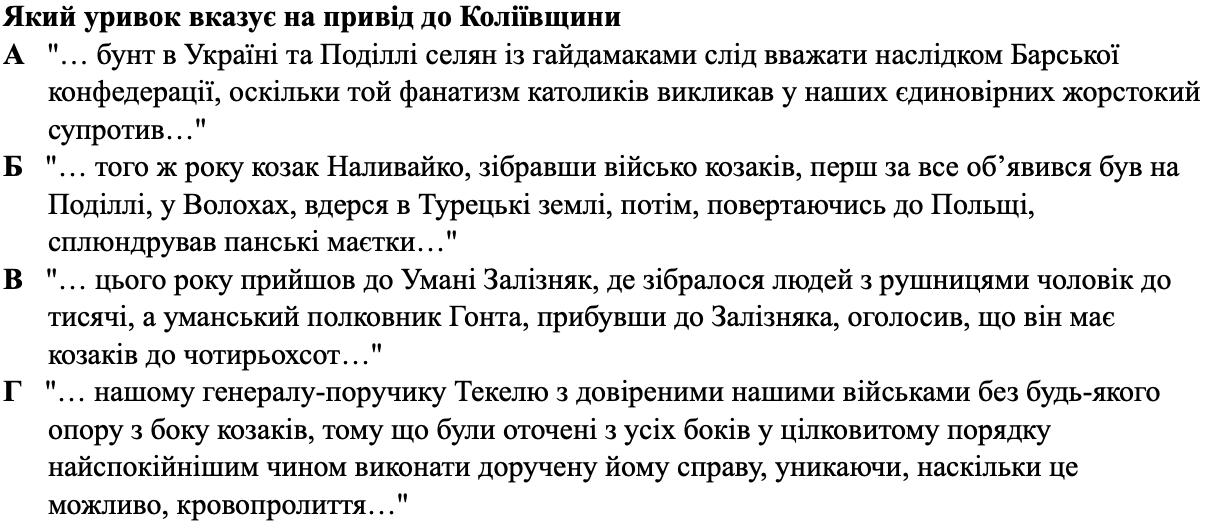 Який уривок вказує на привід до Коліївщини
А "… бунт в Україні та Поділлі селян із гайдамаками слід вважати наслідком Барської
конфедерації, оскільки той фанатизм католиків викликав у наших єдиновірних жорстокий
супротив…"
Б "… того ж року козак Наливайко, зібравши військо козаків, перш за все об’явився був на
Поділлі, у Волохах, вдерся в Турецькі землі, потім, повертаючись до Польщі,
сплюндрував панські маєтки…"
В "… цього року прийшов до Умані Залізняк, де зібралося людей з рушницями чоловік до
тисячі, а уманський полковник Гонта, прибувши до Залізняка, оголосив, що він має
козаків до чотирьохсот…"
Г "… нашому генералу-поручику Текелю з довіреними нашими військами без будь-якого
опору з боку козаків, тому що були оточені з усіх боків у цілковитому порядку
найспокійнішим чином виконати доручену йому справу, уникаючи, наскільки це
можливо, кровопролиття…"